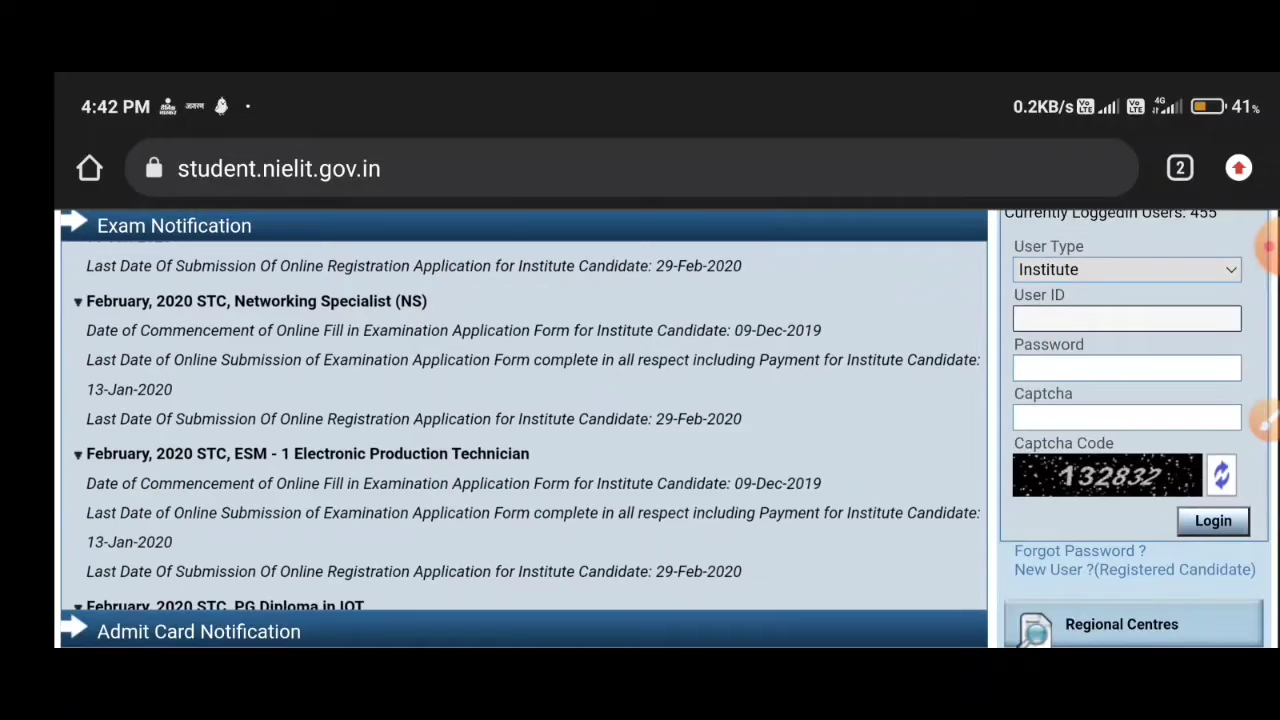 4:42 PM
0.2KB/s
4G
41%
student.nielit.gov.in
2
Exam Notification
Last Date Of Submission Of Online Registration Application for Institute Candidate: 29-Feb-2020
February, 2020 STC, Networking Specialist (NS)
Date of Commencement of Online Fill in Examination Application Form for Institute Candidate: 09-Dec-2019
Last Date of Online Submission of Examination Application Form complete in all respect including Payment for Institute Candidate:
13-Jan-2020
Last Date Of Submission Of Online Registration Application for Institute Candidate: 29-Feb-2020
February, 2020 STC, ESM - 1 Electronic Production Technician
Date of Commencement of Online Fill in Examination Application Form for Institute Candidate: 09-Dec-2019
Last Date of Online Submission of Examination Application Form complete in all respect including Payment for Institute Candidate:
13-Jan-2020
Last Date Of Submission Of Online Registration Application for Institute Candidate: 29-Feb-2020
February, 2020 STC, PG Diploma in IOT
Admit Card Notification
Currently LoggedIn Users: 455
User Type
Institute
User ID
Password
Captcha
Captcha Code
132832
Login
Forgot Password ?
New User ?(Registered Candidate)
Regional Centres